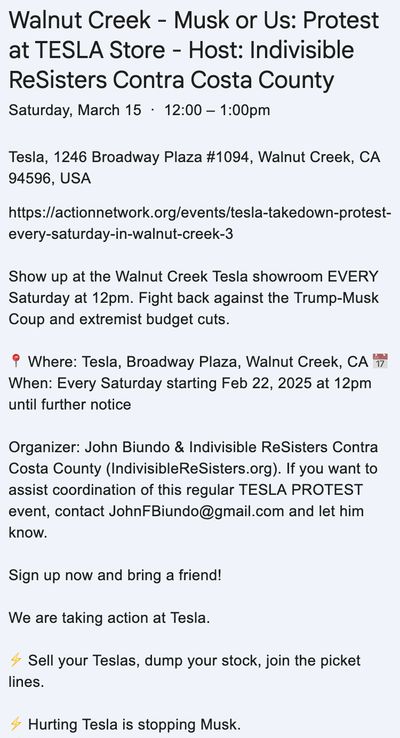 Walnut Creek - Musk or Us: Protest
at TESLA Store - Host: Indivisible
ReSisters Contra Costa County
Saturday, March 15 · 12:00 – 1:00pm
Tesla, 1246 Broadway Plaza #1094, Walnut Creek, CA
94596, USA
https://actionnetwork.org/events/tesla-takedown-protest-
every-saturday-in-walnut-creek-3
Show up at the Walnut Creek Tesla showroom EVERY
Saturday at 12pm. Fight back against the Trump-Musk
Coup and extremist budget cuts.
📍 Where: Tesla, Broadway Plaza, Walnut Creek, CA 📅
When: Every Saturday starting Feb 22, 2025 at 12pm
until further notice
Organizer: John Biundo & Indivisible ReSisters Contra
Costa County (IndivisibleReSisters.org). If you want to
assist coordination of this regular TESLA PROTEST
event, contact JohnFBiundo@gmail.com and let him
know.
Sign up now and bring a friend!
We are taking action at Tesla.
⚡ Sell your Teslas, dump your stock, join the picket
lines.
⚡ Hurting Tesla is stopping Musk.